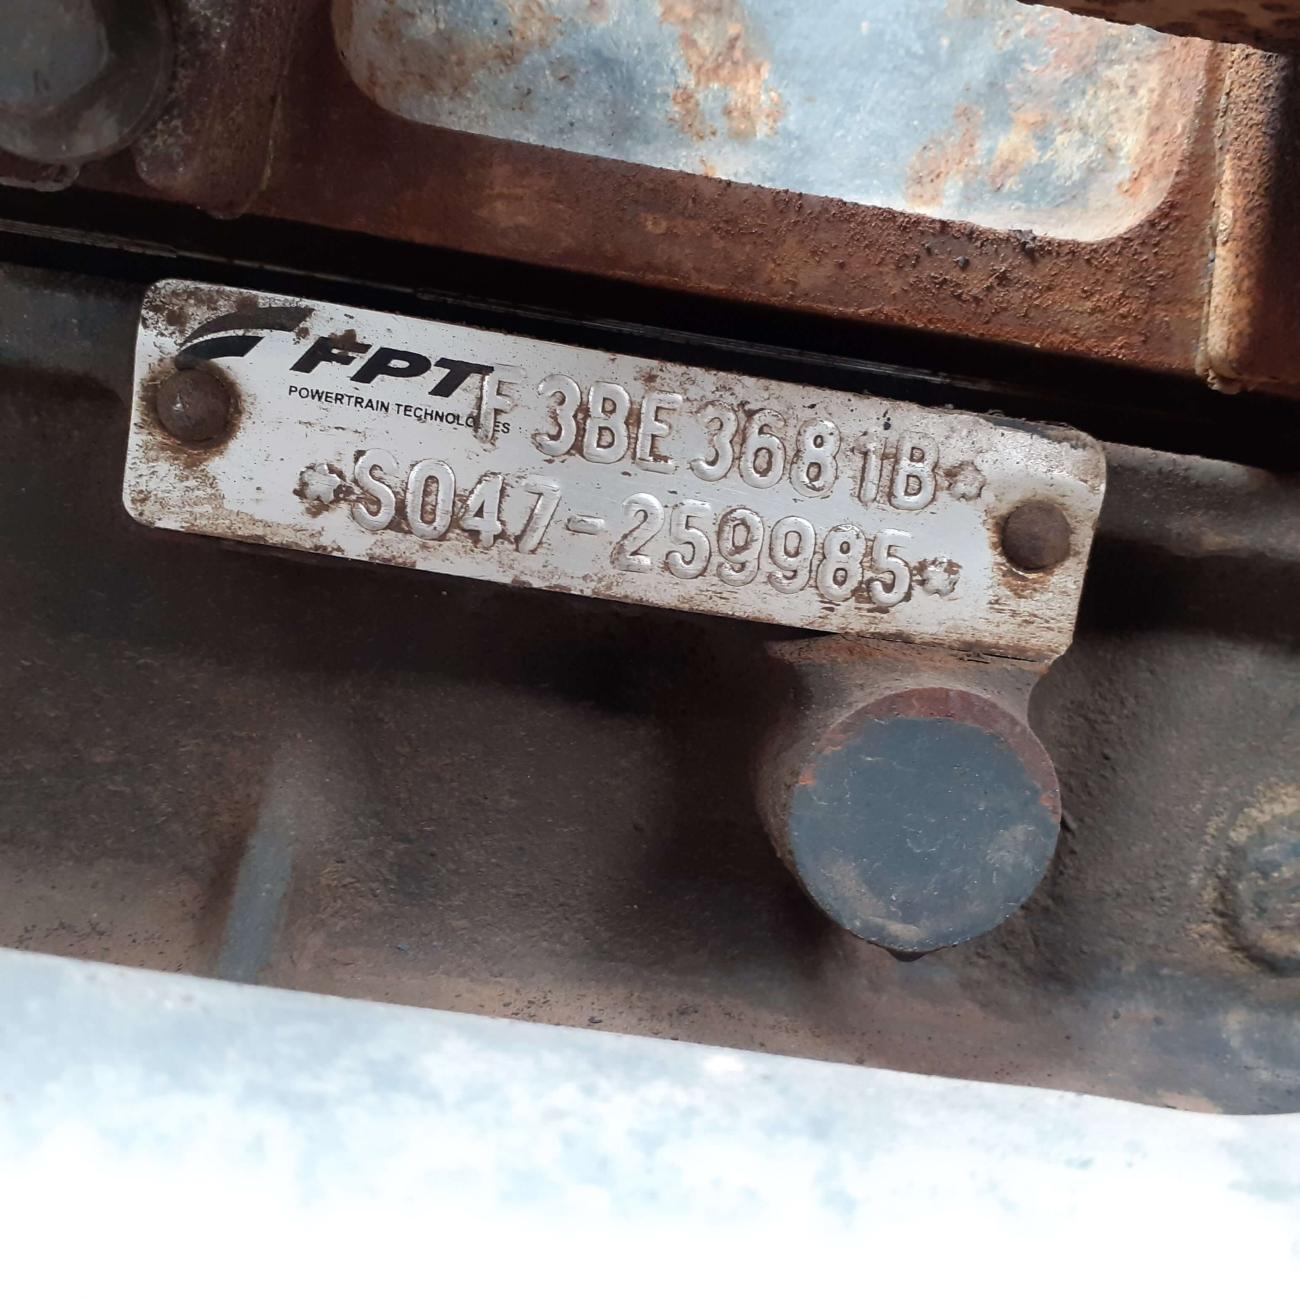 FPT
POWERTRAIN TECHNOLOGIES
F3BE3681B*
*S047-259985*